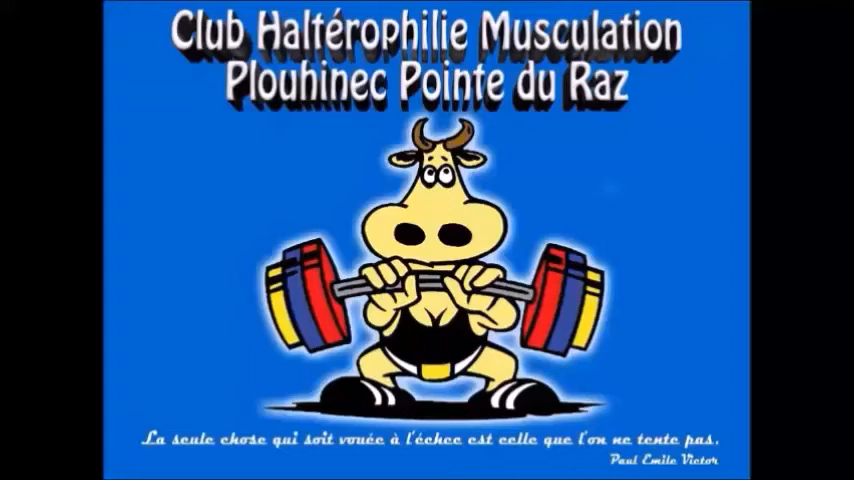 Club Haltérophilie Musculation
Plouhinec Pointe du Raz
La seule chose qui soit vouée à l'échec est celle que l'on ne tente pas.
Paul Emile Victor